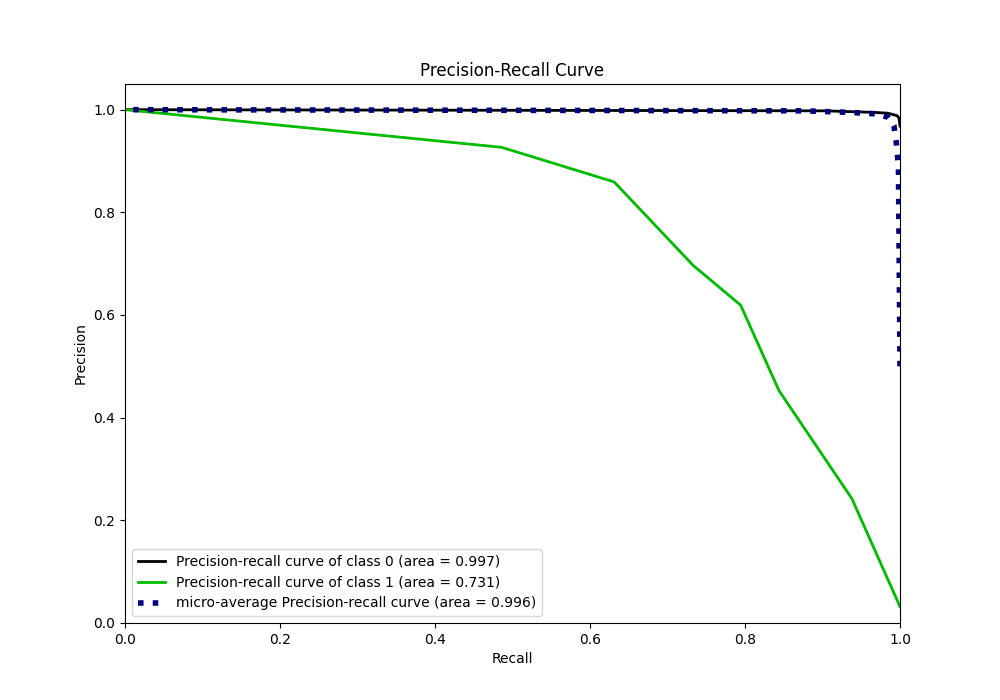 Precision-Recall Curve
1.0
0.8
0.6
0.4
0.2
0.0
Precision
Precision-recall curve of class 0 (area = 0.997)
Precision-recall curve of class 1 (area = 0.731)
micro-average Precision-recall curve (area = 0.996)
0.0 0.2 0.4 0.6 0.8 1.0
Recall